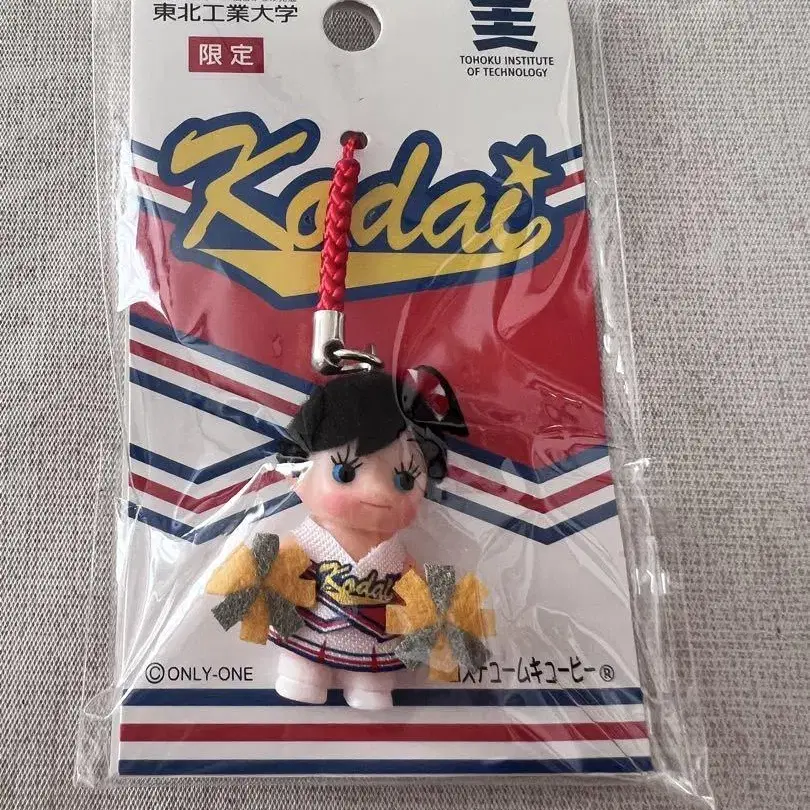 東北工業大学
限定
TOHOKU INSTITUTE
OF TECHNOLOGY
Kodai
Kodai
©ONLY-ONE
コスチュームキューピー®